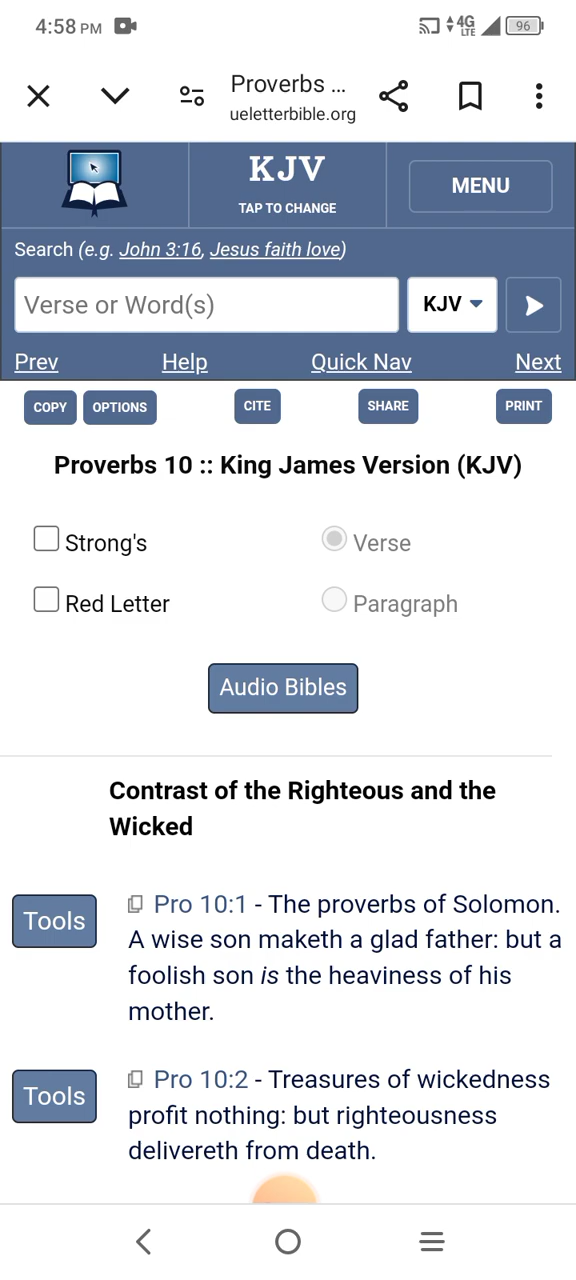 4:58 PM 4G LTE 96
Proverbs ...
ueletterbible.org
KJV
TAP TO CHANGE
MENU
Search (e.g. John 3:16, Jesus faith love)
Verse or Word(s) KJV
Prev Help Quick Nav Next
COPY OPTIONS CITE SHARE PRINT
Proverbs 10 :: King James Version (KJV)
Strong's Verse
Red Letter Paragraph
Audio Bibles
Contrast of the Righteous and the
Wicked
Tools
Pro 10:1 - The proverbs of Solomon.
A wise son maketh a glad father: but a
foolish son is the heaviness of his
mother.
Tools
Pro 10:2 - Treasures of wickedness
profit nothing: but righteousness
delivereth from death.